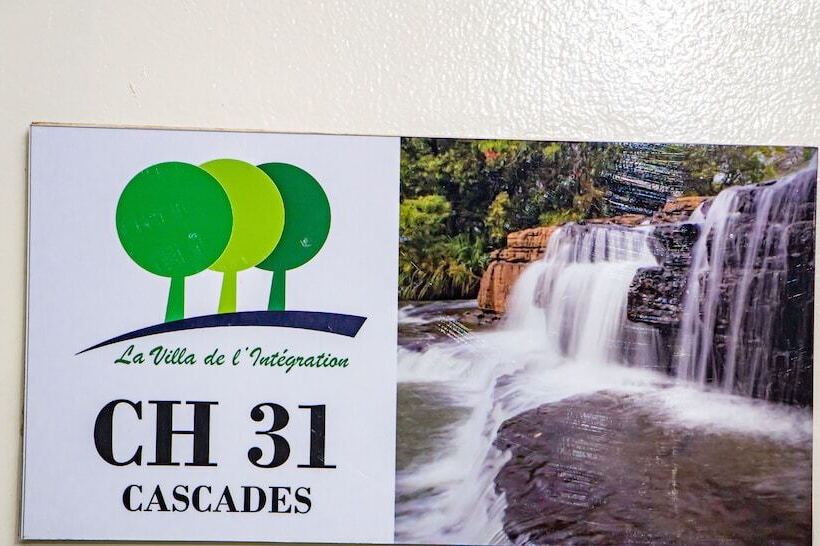 La Villa de l'Intégration
CH 31
CASCADES